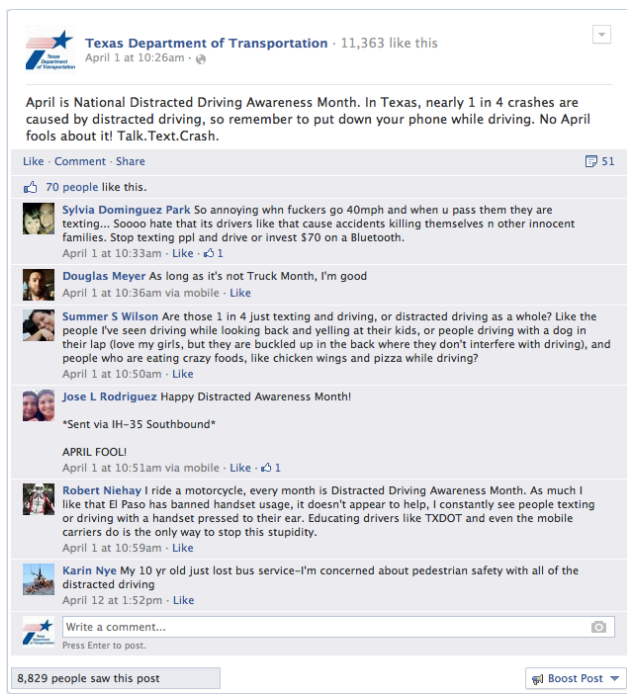 Texas Department of Transportation · 11,363 like this
April 1 at 10:26am ·
April is National Distracted Driving Awareness Month. In Texas, nearly 1 in 4 crashes are
caused by distracted driving, so remember to put down your phone while driving. No April
fools about it! Talk.Text.Crash.
Like · Comment · Share
51
70 people like this.
Sylvia Dominguez Park So annoying whn fuckers go 40mph and when u pass them they are
texting... Soooo hate that its drivers like that cause accidents killing themselves n other innocent
families. Stop texting ppl and drive or invest $70 on a Bluetooth.
April 1 at 10:33am · Like · 1
Douglas Meyer As long as it's not Truck Month, I'm good
April 1 at 10:36am via mobile · Like
Summer S Wilson Are those 1 in 4 just texting and driving, or distracted driving as a whole? Like the
people I've seen driving while looking back and yelling at their kids, or people driving with a dog in
their lap (love my girls, but they are buckled up in the back where they don't interfere with driving), and
people who are eating crazy foods, like chicken wings and pizza while driving?
April 1 at 10:50am · Like
Jose L Rodriguez Happy Distracted Awareness Month!
*Sent via IH-35 Southbound*
APRIL FOOL!
April 1 at 10:51am via mobile · Like · 1
Robert Niehay I ride a motorcycle, every month is Distracted Driving Awareness Month. As much I
like that El Paso has banned handset usage, it doesn't appear to help, I constantly see people texting
or driving with a handset pressed to their ear. Educating drivers like TXDOT and even the mobile
carriers do is the only way to stop this stupidity.
April 1 at 10:59am · Like
Karin Nye My 10 yr old just lost bus service-I'm concerned about pedestrian safety with all of the
distracted driving
April 12 at 1:52pm · Like
Write a comment...
Press Enter to post.
8,829 people saw this post
Boost Post